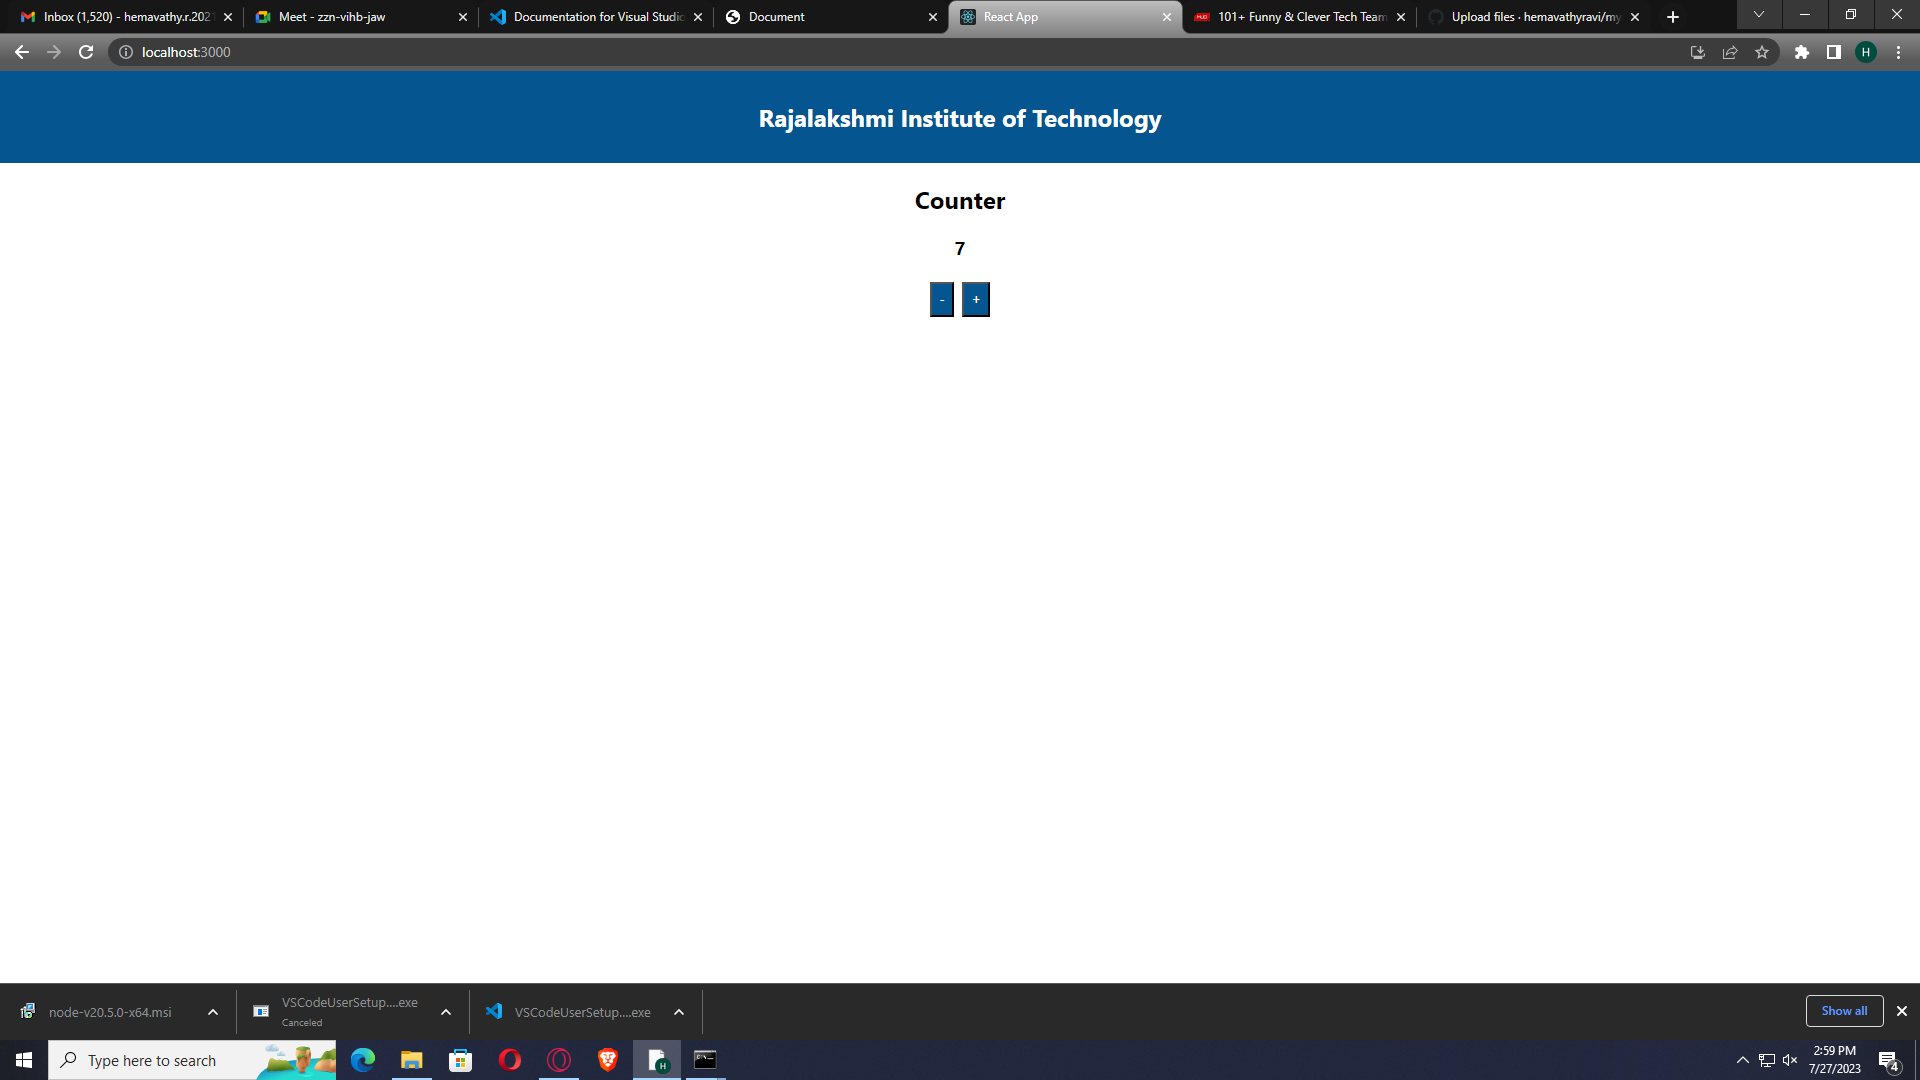 Inbox (1,520) - hemavathy.r.2021
Meet - zzn-vihb-jaw
Documentation for Visual Studio
Document
React App
101+ Funny & Clever Tech Team
Upload files · hemavathyravi/my
localhost:3000
H
Rajalakshmi Institute of Technology
Counter
7
- +
node-v20.5.0-x64.msi
VSCodeUserSetup....exe
Canceled
VSCodeUserSetup....exe
Show all
Type here to search
H
2:59 PM
7/27/2023
4